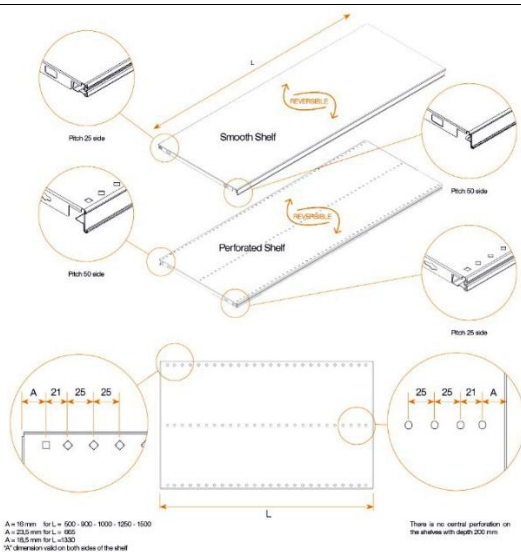 L
REVERSIBLE
Pitch 25 side
Smooth Shelf
Pitch 50 side
REVERSIBLE
Perforated Shelf
Pitch 50 side
Pitch 25 side
A 21 25 25
25 25 21 A
L
A = 16 mm for L = 500 - 900 - 1000 - 1250 - 1500
A = 23,5 mm for L = 665
A = 18,5 mm for L =1330
"A" dimension valid on both sides of the shelf
There is no central perforation on
the shelves with depth 200 mm